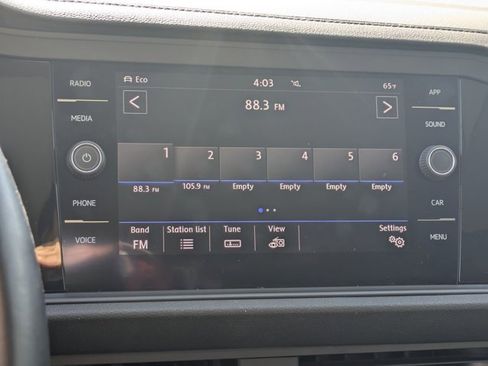 RADIO
MEDIA
PHONE
VOICE
Eco 4:03 65°F
88.3 FM
1 2 3 4 5 6
88.3 FM 105.9 FM Empty Empty Empty Empty
Band Station list Tune View Settings
FM
APP
SOUND
CAR
MENU